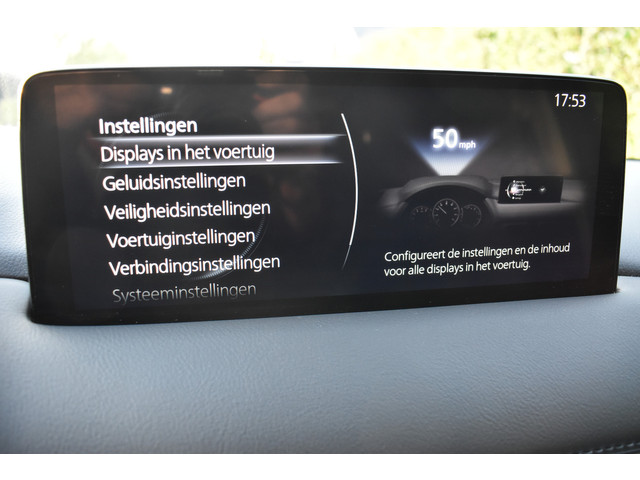 17:53
Instellingen
Displays in het voertuig
Geluidsinstellingen
Veiligheidsinstellingen
Voertuiginstellingen
Verbindingsinstellingen
Systeeminstellingen
50 mph
Configureert de instellingen en de inhoud
voor alle displays in het voertuig.